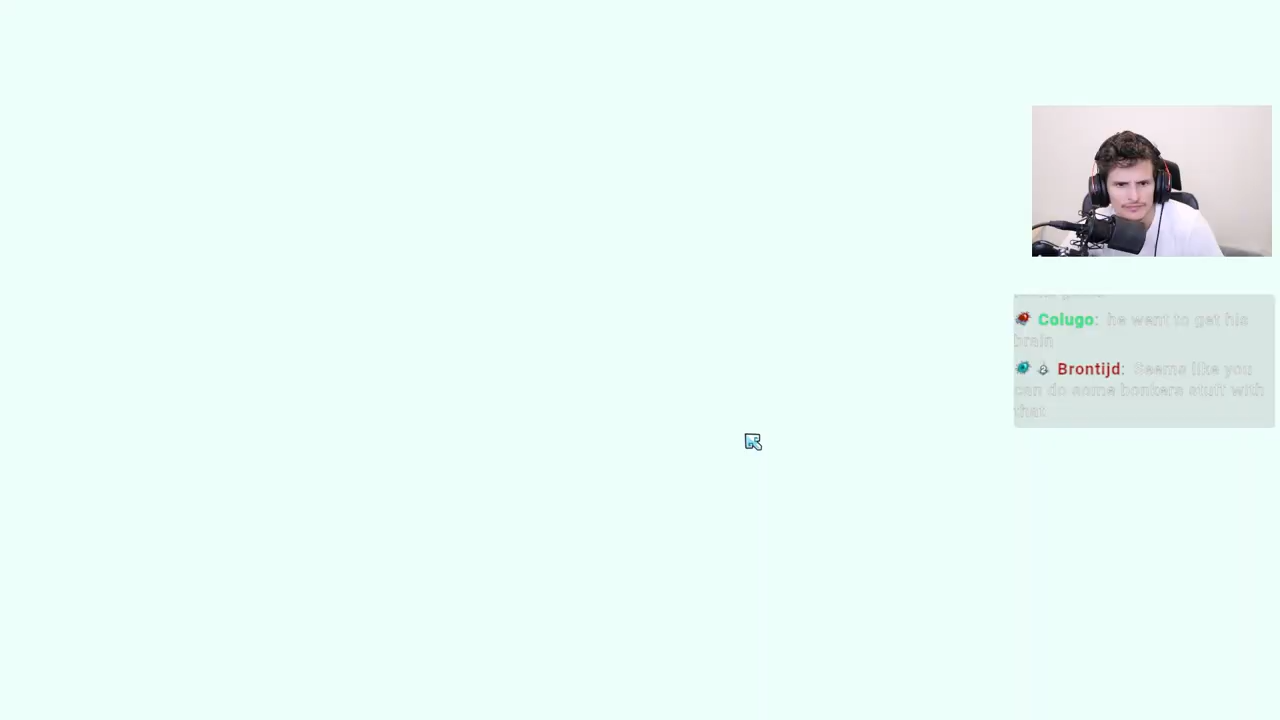 Colugo: he went to get his
brain
Brontijd: Seems like you
can do some bonkers stuff with
that